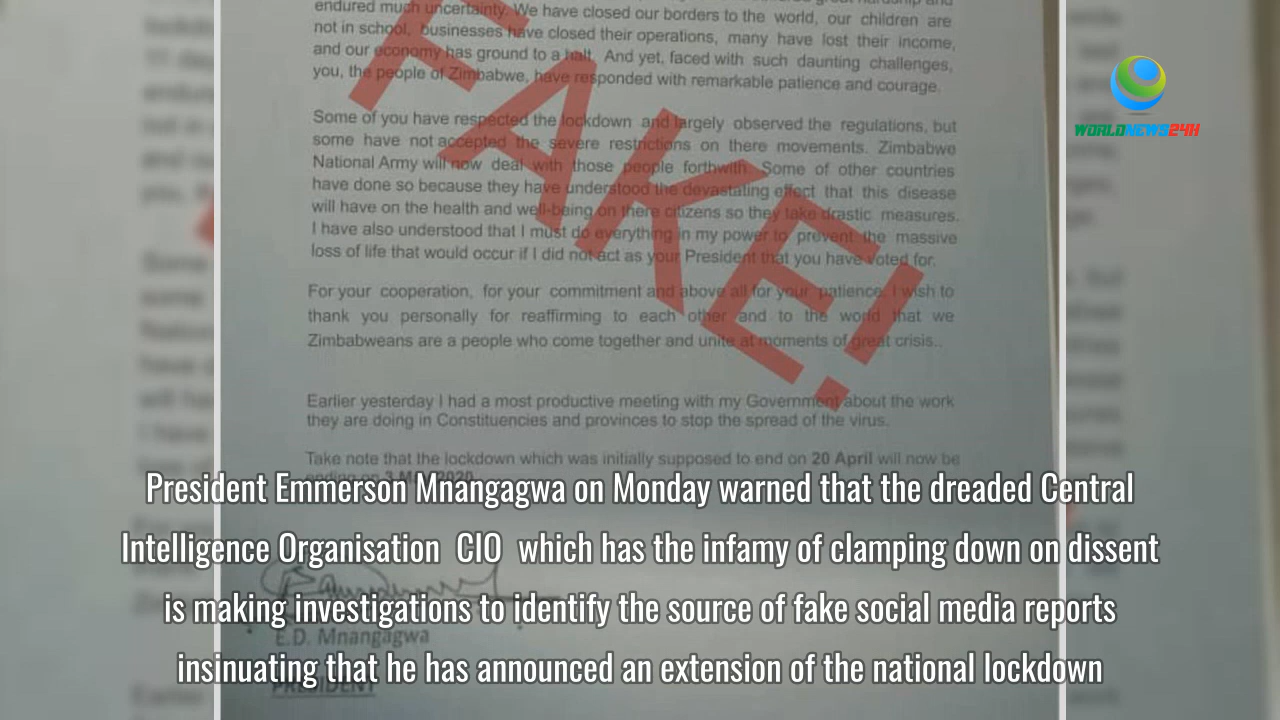 endured much uncertainty. We have closed our borders to the world, our children are
not in school, businesses have closed their operations, many have lost their income,
and our economy has ground to a halt. And yet, faced with such daunting challenges,
you, the people of Zimbabwe, have responded with remarkable patience and courage.
Some of you have respected the lockdown and largely observed the regulations, but
some have not accepted the severe restrictions on there movements. Zimbabwe
National Army will now deal with those people forthwith. Some of other countries
have done so because they have understood the devastating effect that this disease
will have on the health and well-being on there citizens so they take drastic measures.
I have also understood that I must do everything in my power to prevent the massive
loss of life that would occur if I did not act as your President that you have voted for.
For your cooperation, for your commitment and above all for your patience. I wish to
thank you personally for reaffirming to each other and to the world that we
Zimbabweans are a people who come together and unite at moments of great crisis..
Earlier yesterday I had a most productive meeting with my Government about the work
they are doing in Constituencies and provinces to stop the spread of the virus.
Take note that the lockdown which was initially supposed to end on 20 April will now be
E.D. Mnangagwa
PRESIDENT
FAKE!
WORLDNEWS24H
President Emmerson Mnangagwa on Monday warned that the dreaded Central
Intelligence Organisation CIO which has the infamy of clamping down on dissent
is making investigations to identify the source of fake social media reports
insinuating that he has announced an extension of the national lockdown